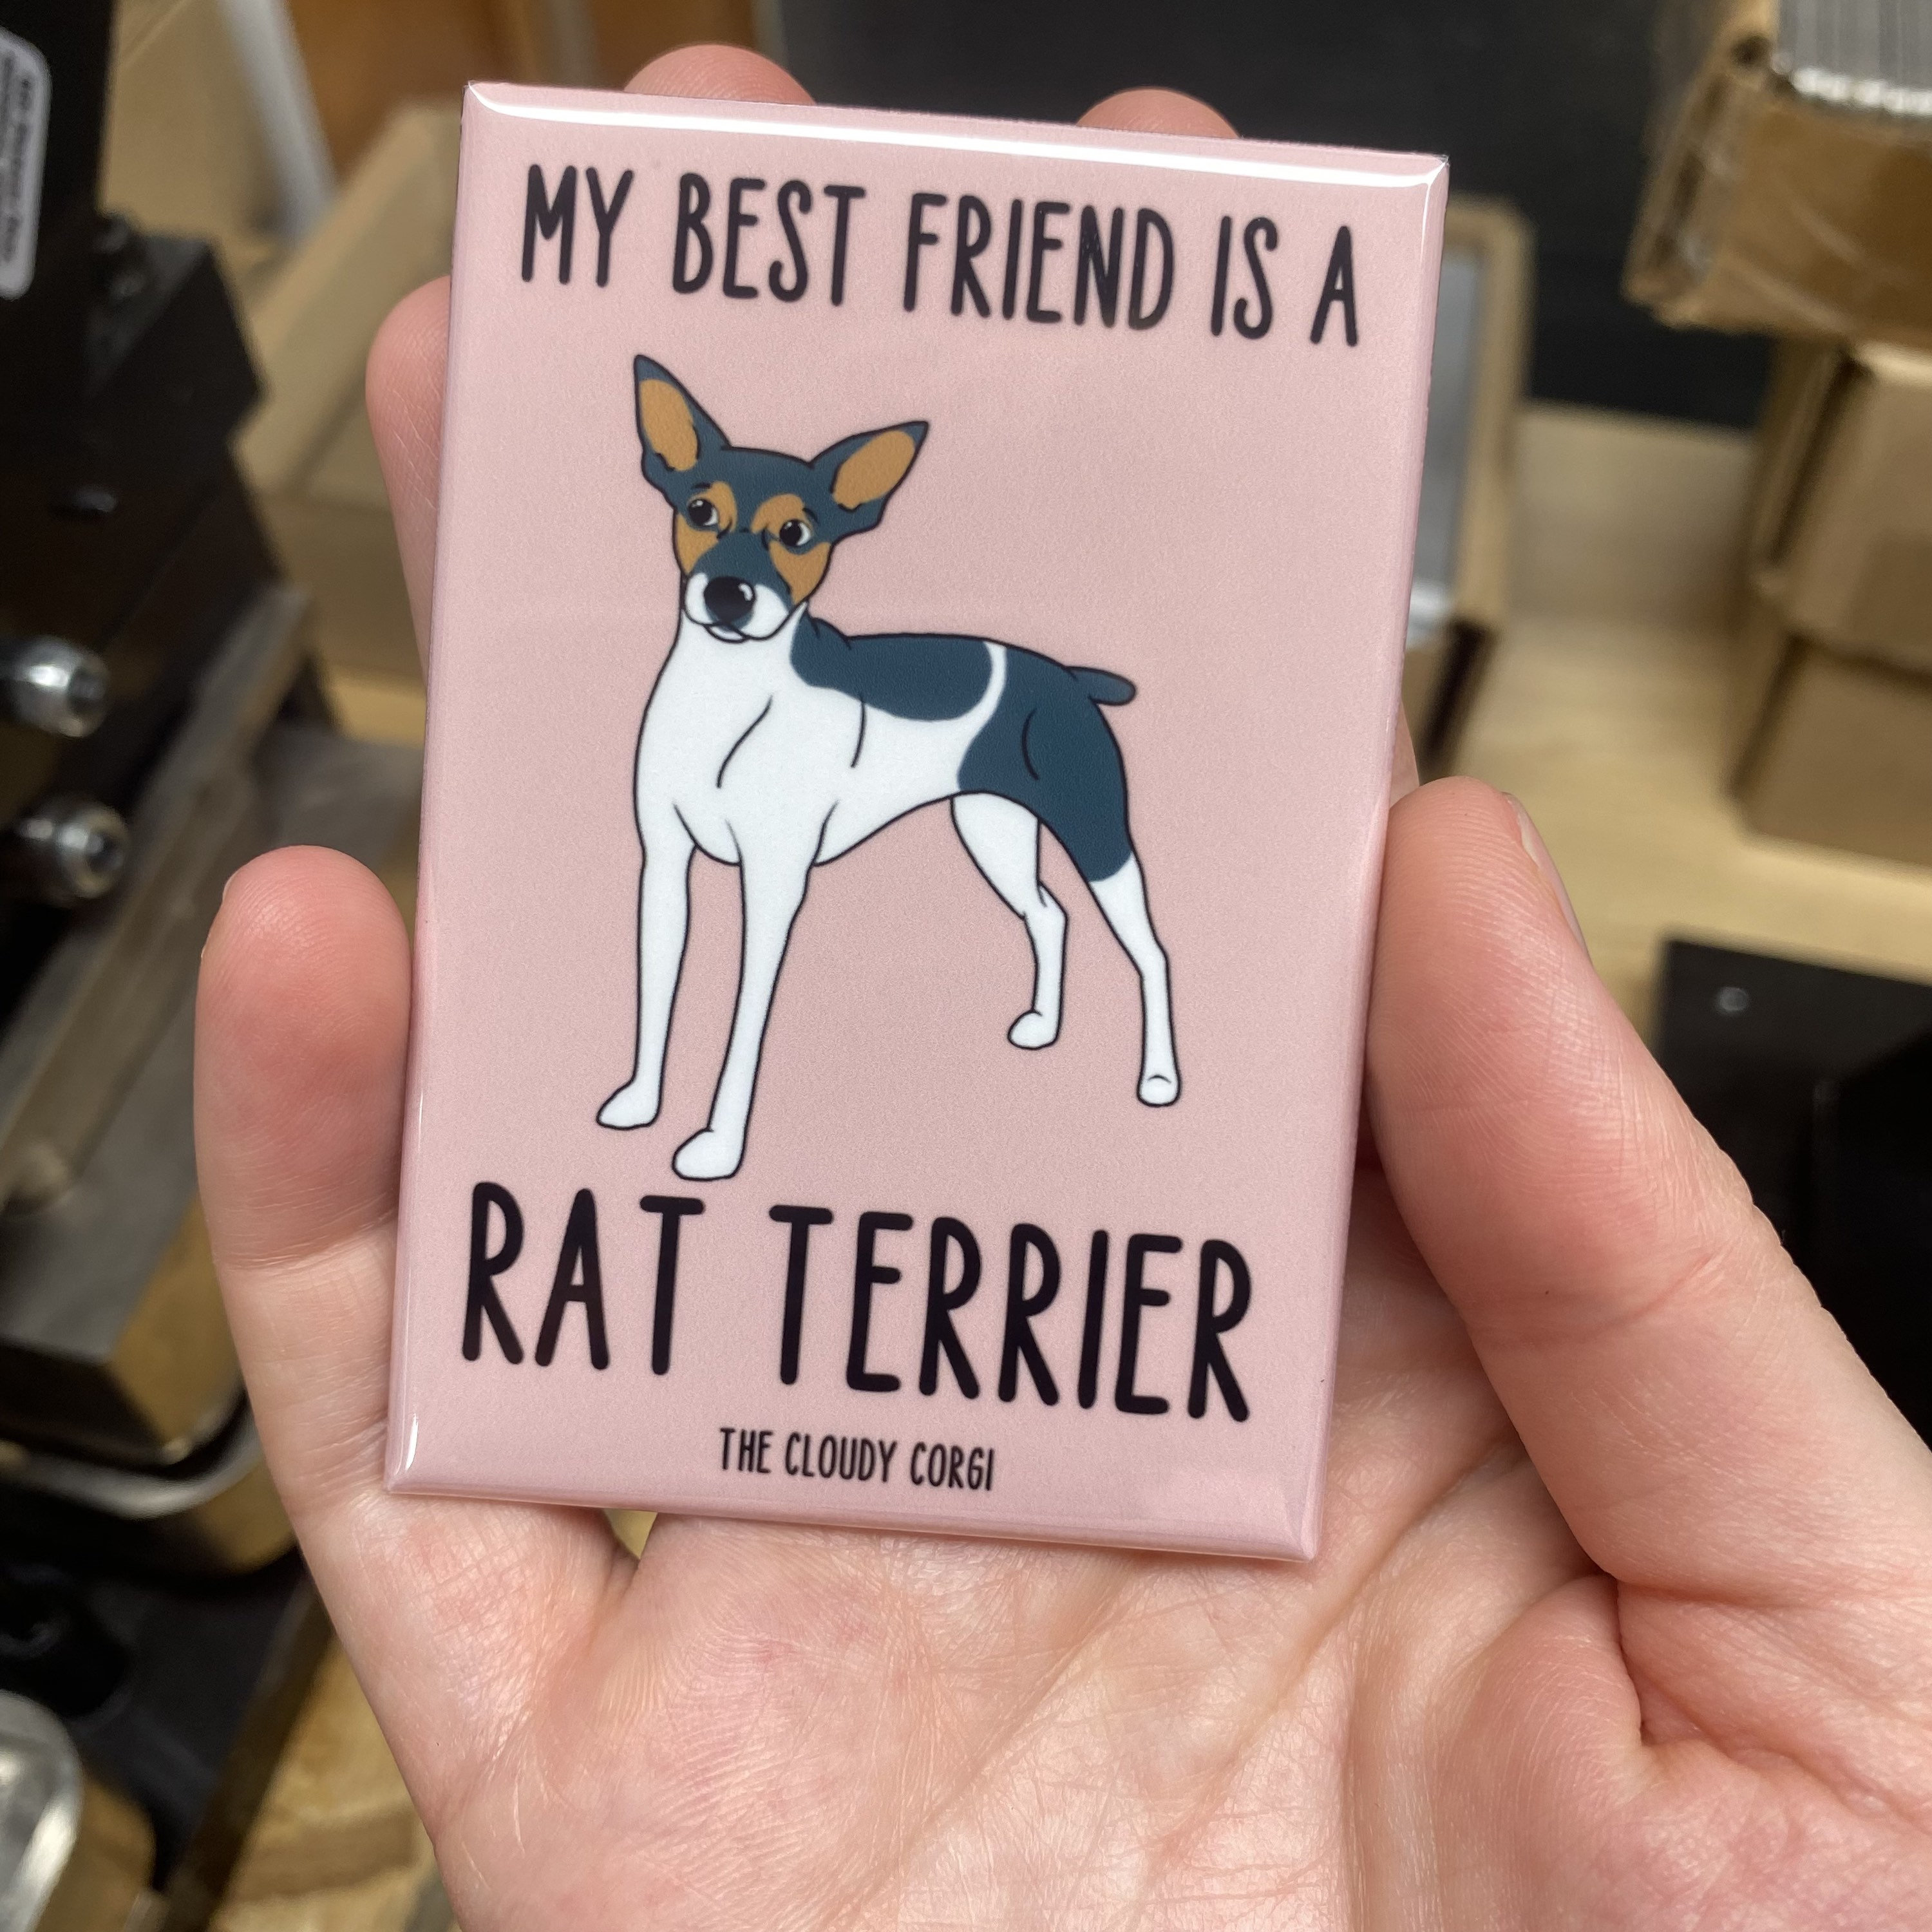 MY BEST FRIEND IS A
RAT TERRIER
THE CLOUDY CORGI